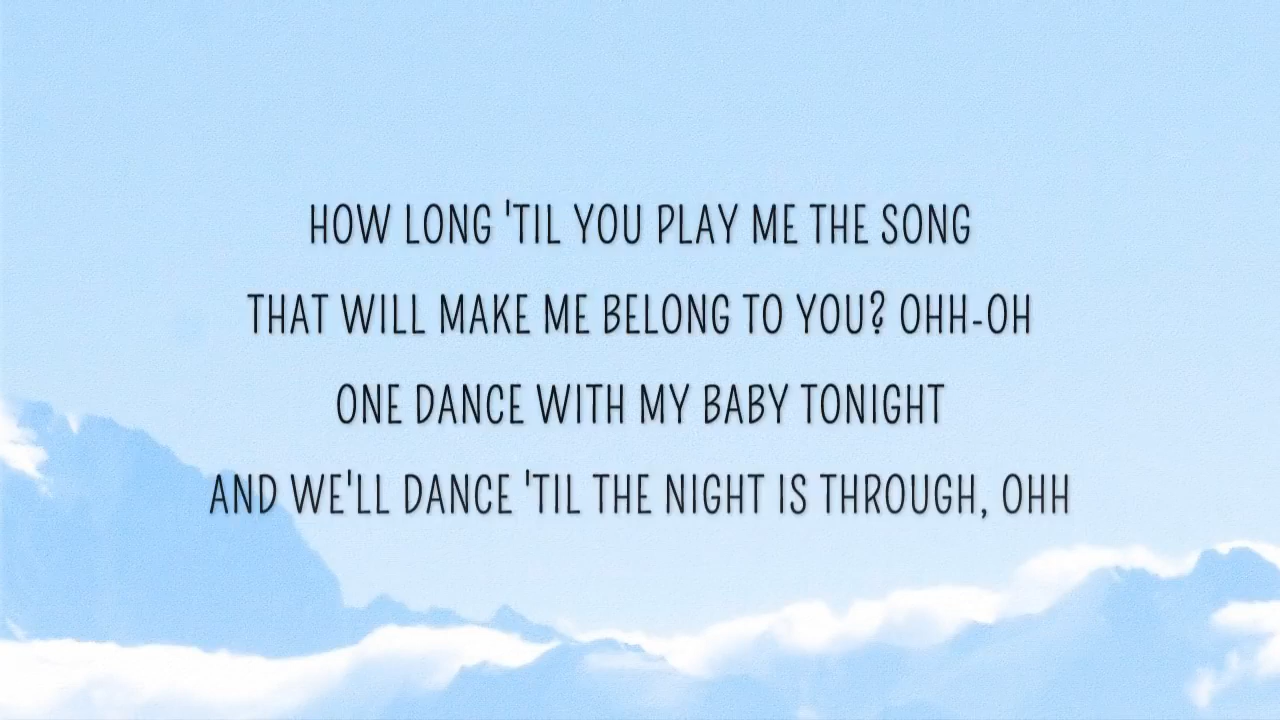 HOW LONG 'TIL YOU PLAY ME THE SONG
THAT WILL MAKE ME BELONG TO YOU? OHH-OH
ONE DANCE WITH MY BABY TONIGHT
AND WE'LL DANCE 'TIL THE NIGHT IS THROUGH, OHH